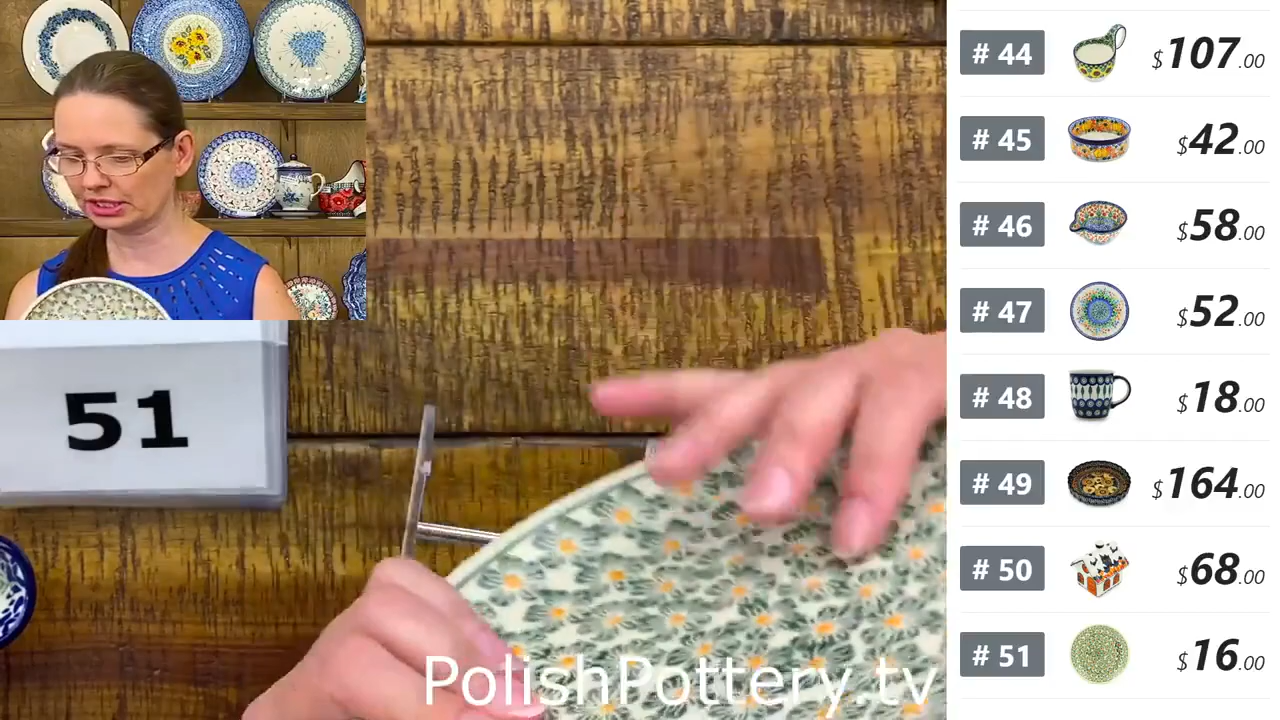 # 44 $107.00
# 45 $42.00
# 46 $58.00
# 47 $52.00
# 48 $18.00
# 49 $164.00
# 50 $68.00
# 51 $16.00
51
PolishPottery.tv